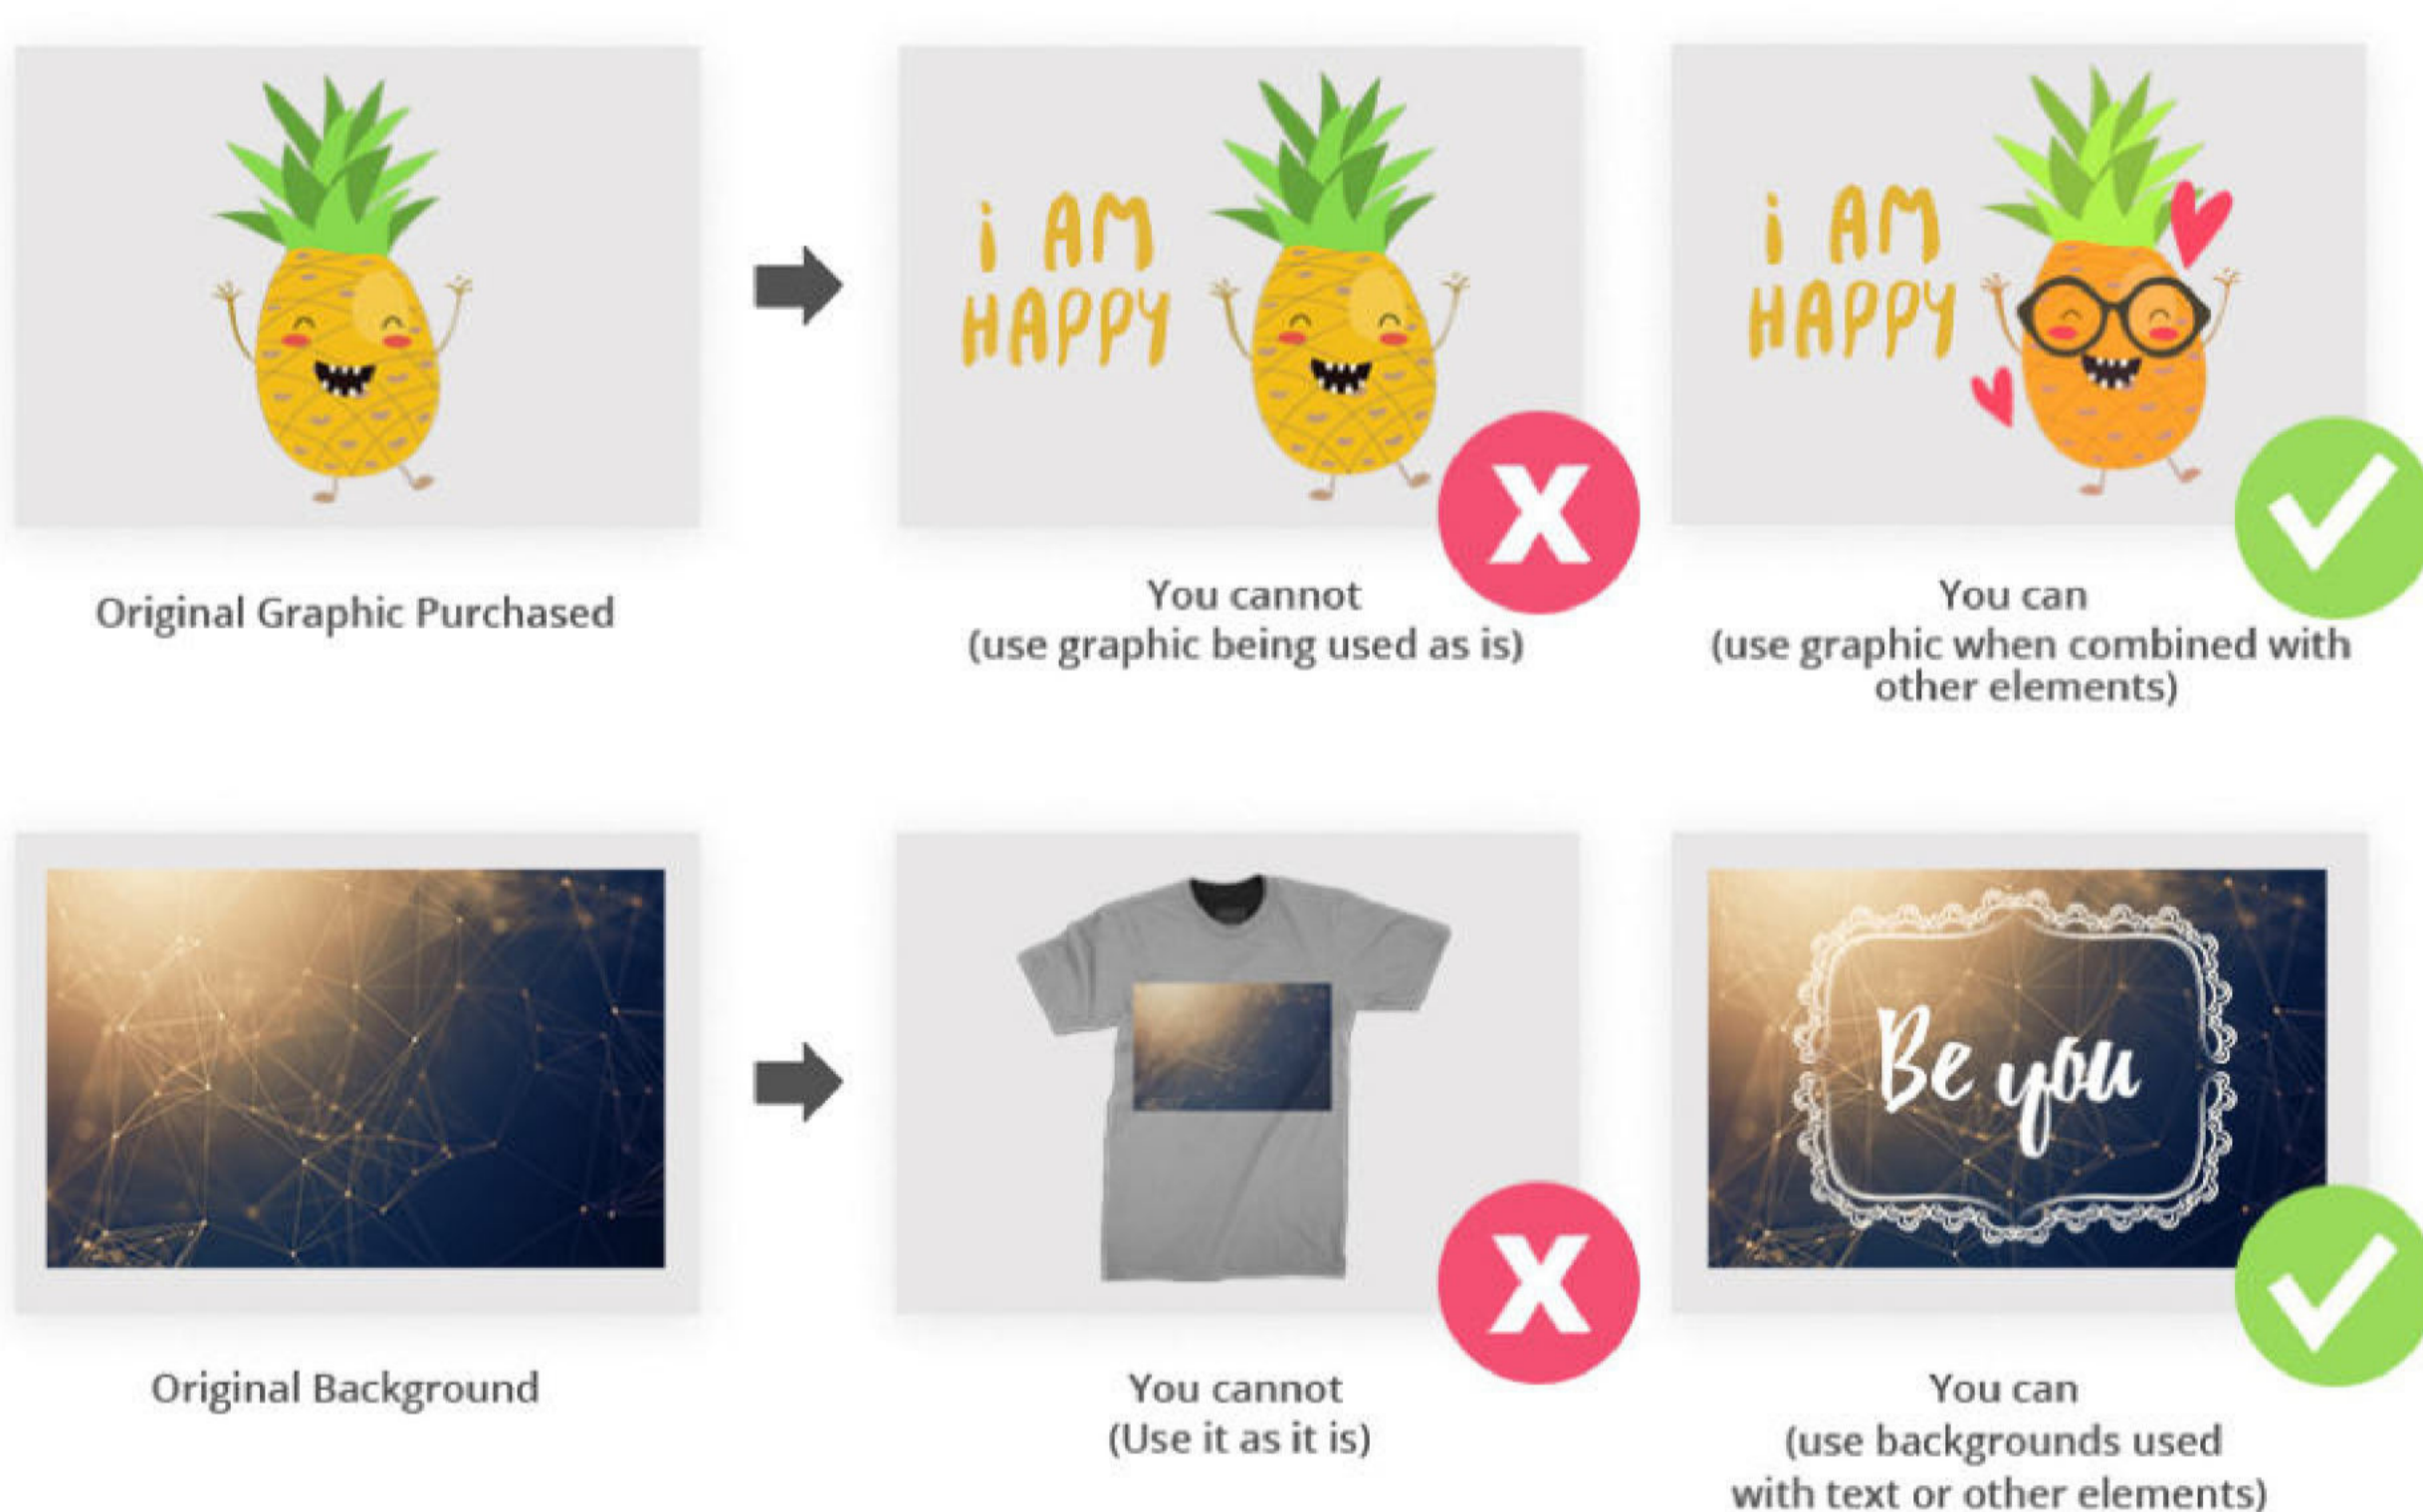 i AM
HAPPY
i AM
HAPPY
X
Original Graphic Purchased
You cannot
(use graphic being used as is)
You can
(use graphic when combined with
other elements)
Be you
X
Original Background
You cannot
(Use it as it is)
You can
(use backgrounds used
with text or other elements)